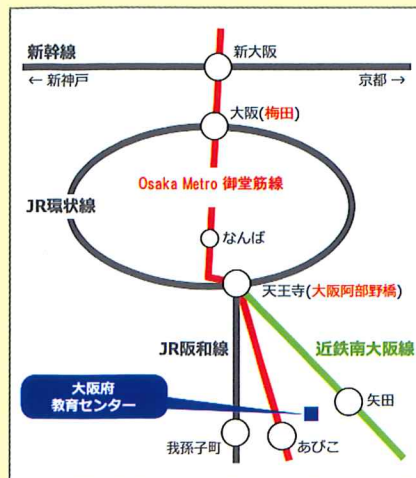 新幹線
新大阪
← 新神戸
京都 →
大阪(梅田)
Osaka Metro 御堂筋線
JR環状線
なんば
天王寺(大阪阿部野橋)
JR阪和線
近鉄南大阪線
大阪府
教育センター
矢田
我孫子町
あびこ